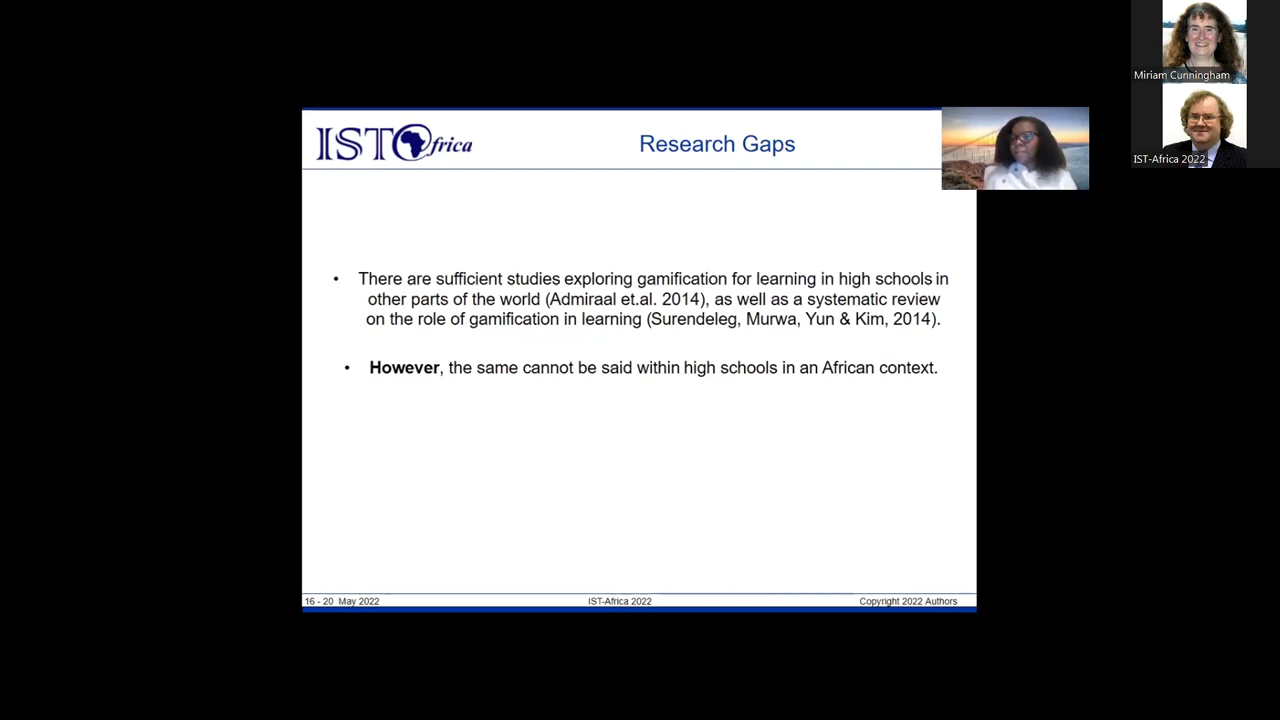 IST Africa
Research Gaps
Miriam Cunningham
IST-Africa 2022
• There are sufficient studies exploring gamification for learning in high schools in
other parts of the world (Admiraal et.al. 2014), as well as a systematic review
on the role of gamification in learning (Surendeleg, Murwa, Yun & Kim, 2014).
• However, the same cannot be said within high schools in an African context.
16 - 20 May 2022
IST-Africa 2022
Copyright 2022 Authors